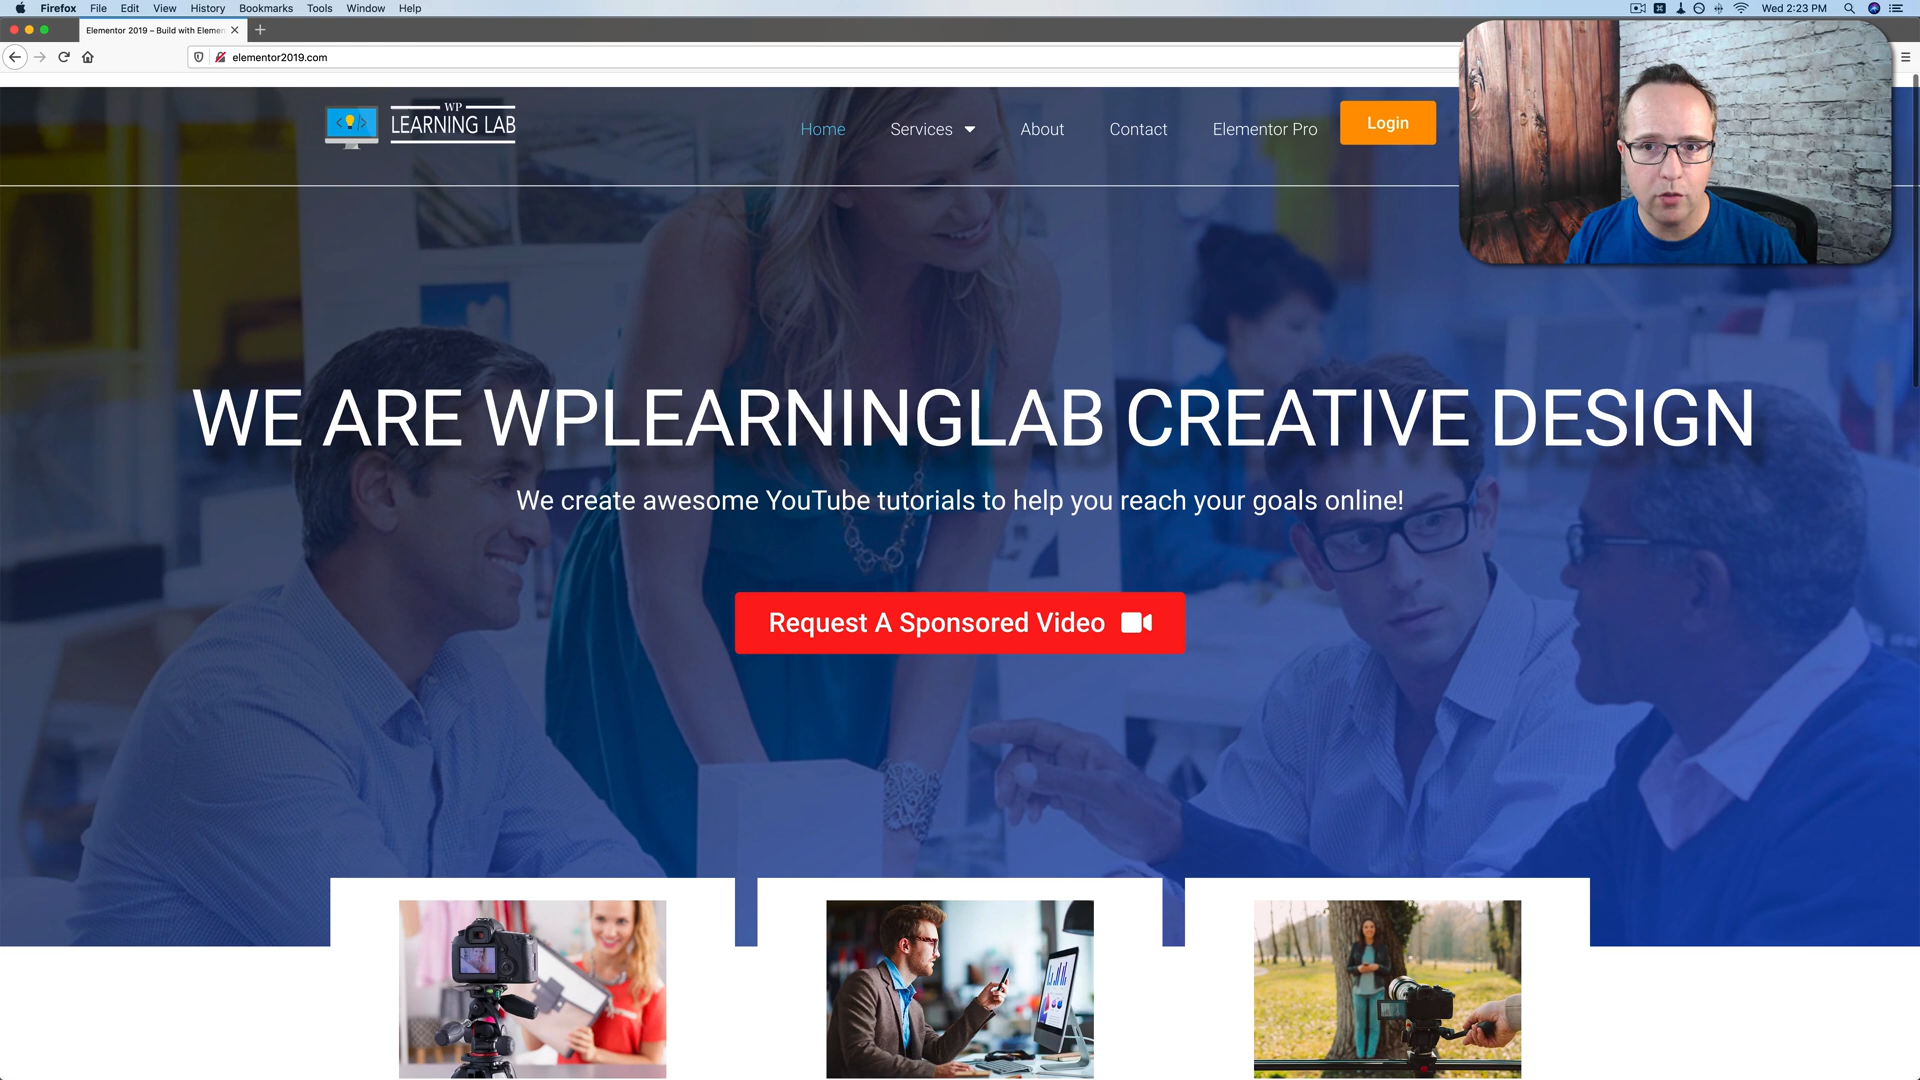 Firefox File Edit View History Bookmarks Tools Window Help Wed 2:23 PM
Elementor 2019 – Build with Elemen
elementor2019.com
WP
LEARNING LAB
Home Services About Contact Elementor Pro Login
WE ARE WPLEARNINGLAB CREATIVE DESIGN
We create awesome YouTube tutorials to help you reach your goals online!
Request A Sponsored Video